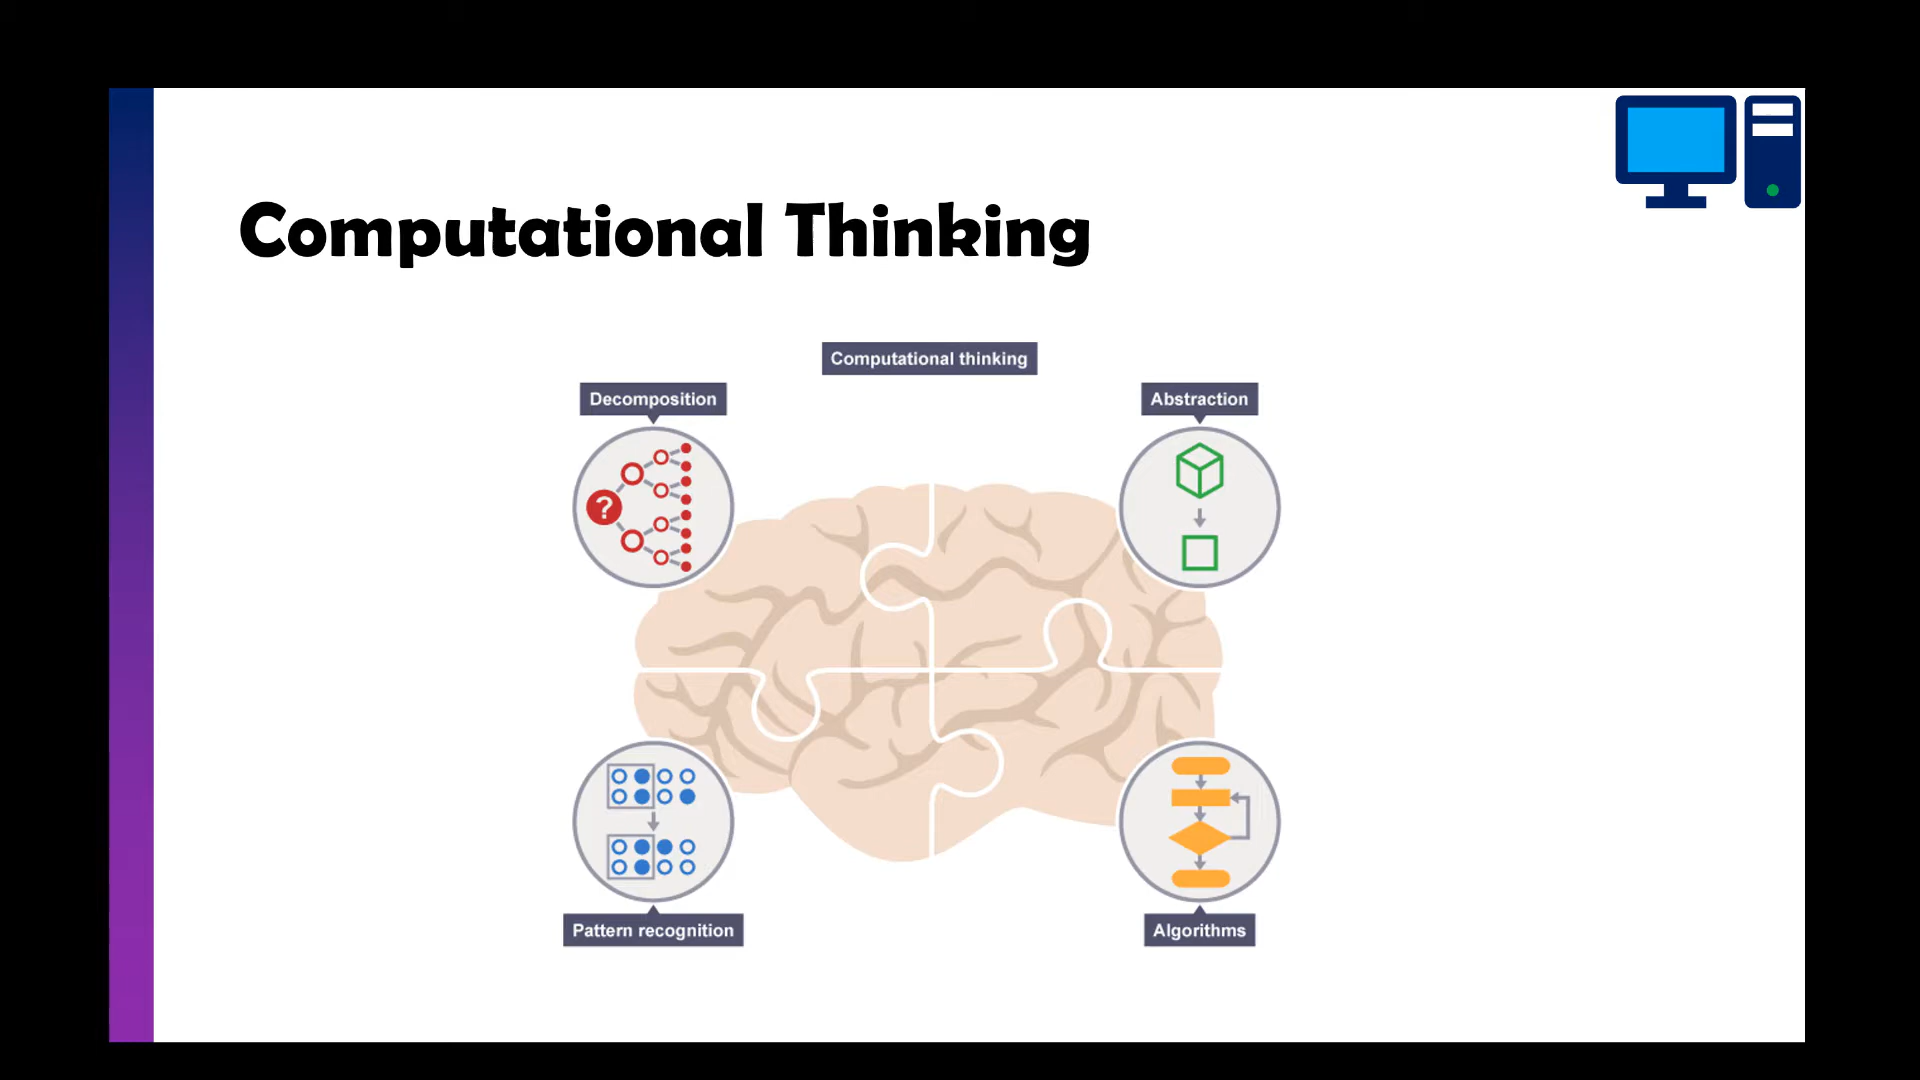 Computational Thinking
Computational thinking
Decomposition
Abstraction
?
Pattern recognition
Algorithms